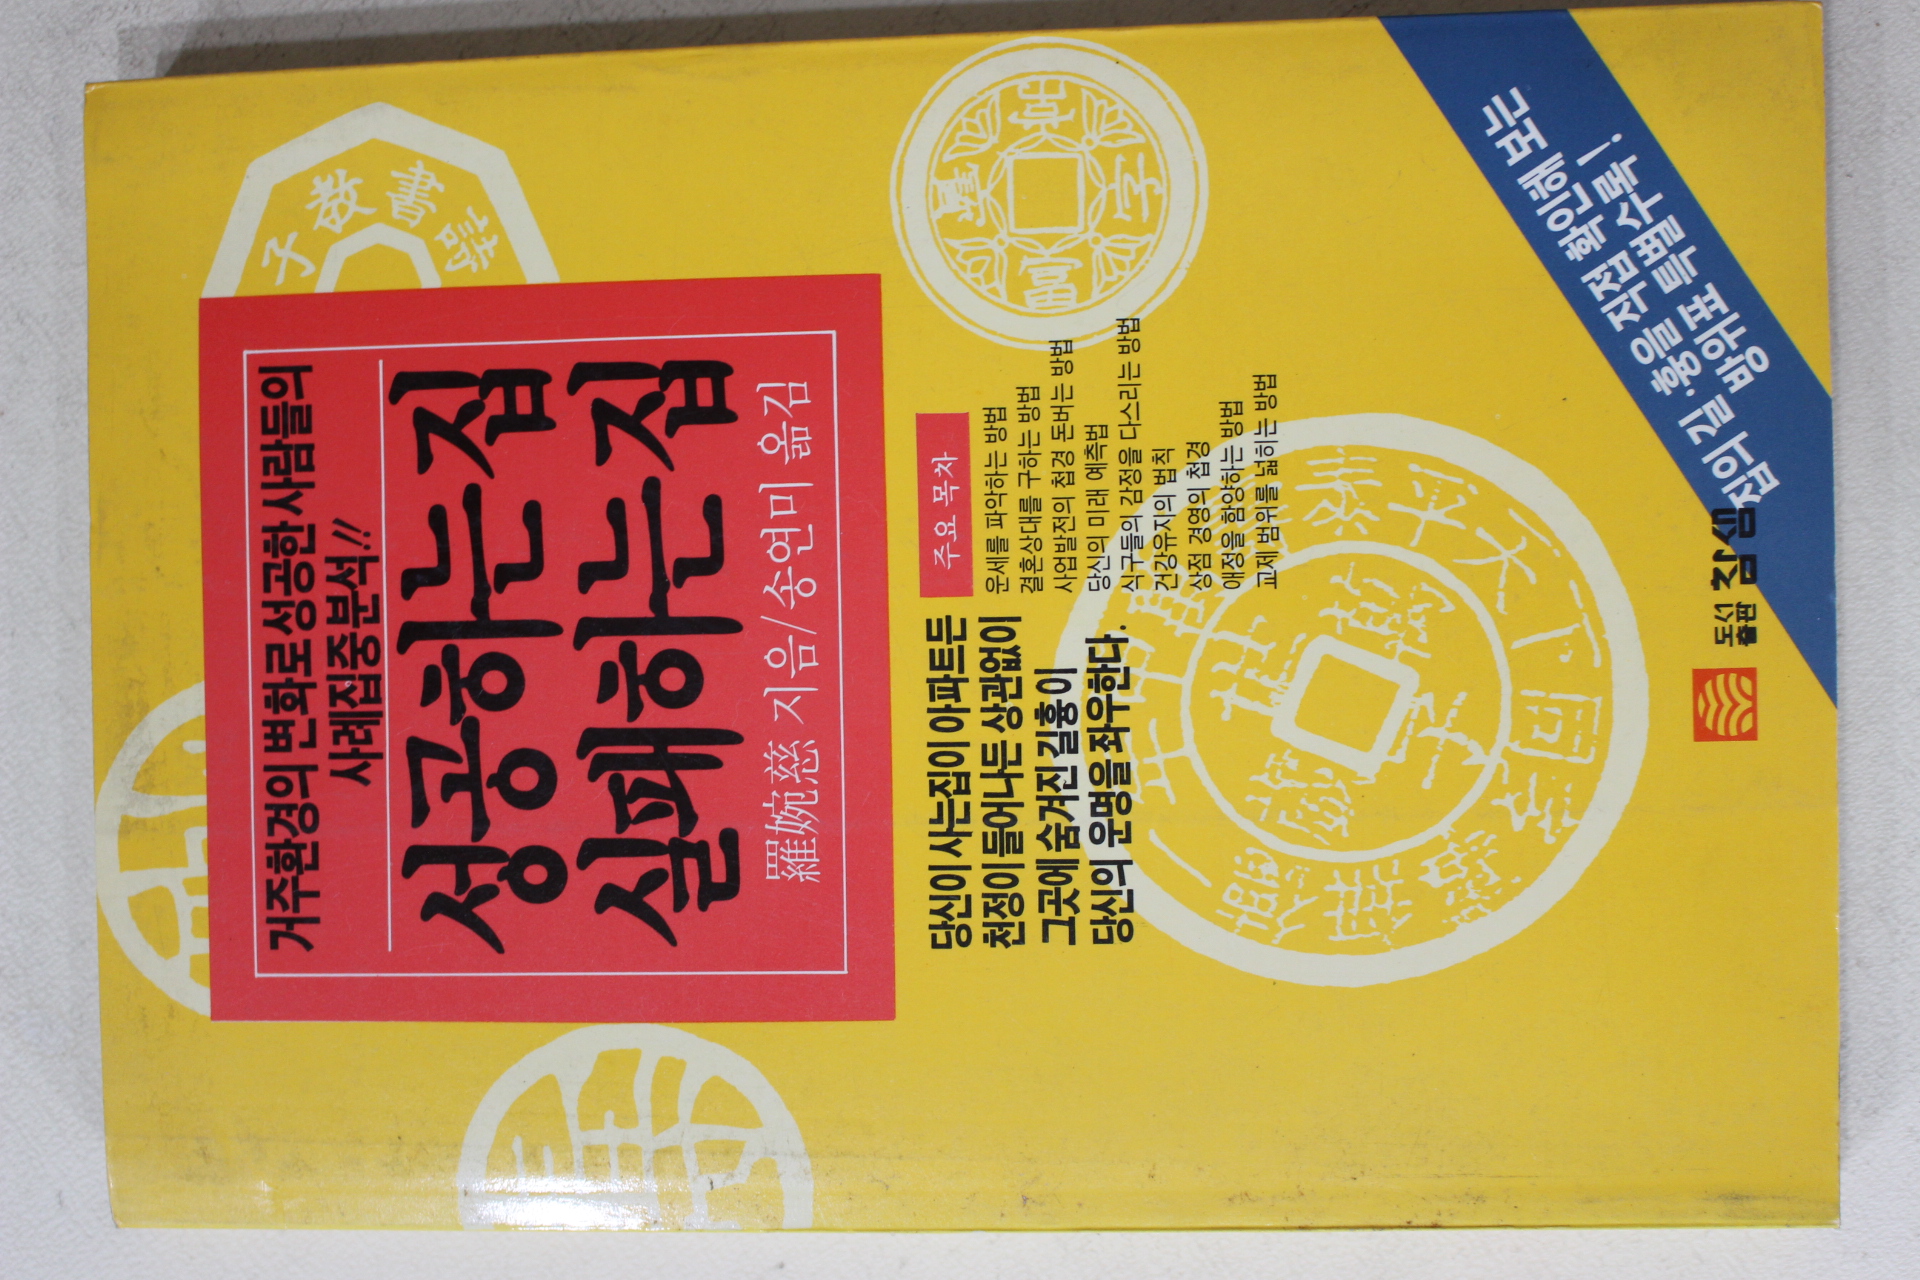 거주환경의 변화로 성공한 사람들의
사례집중분석!!
성공하는 집
실패하는 집
羅婉慈 지음/송연미 옮김
당신이 사는집이 아파트든
천정이 들어나든 상관없이
그곳에 숨겨진 길흉이
당신의 운명을 좌우한다.
주요 목차
운세를 파악하는 방법
결혼상대를 구하는 방법
사업발전의 첩경 돈버는 방법
당신의 미래 예측법
식구들의 감정을 다스리는 방법
건강유지의 법칙
상점 경영의 첩경
애정을 함양하는 방법
교제 범위를 넓히는 방법
집의 길·흉을 직접 확인해 보는
방위표 특별수록!
도서
출판 참샘
子教書詩